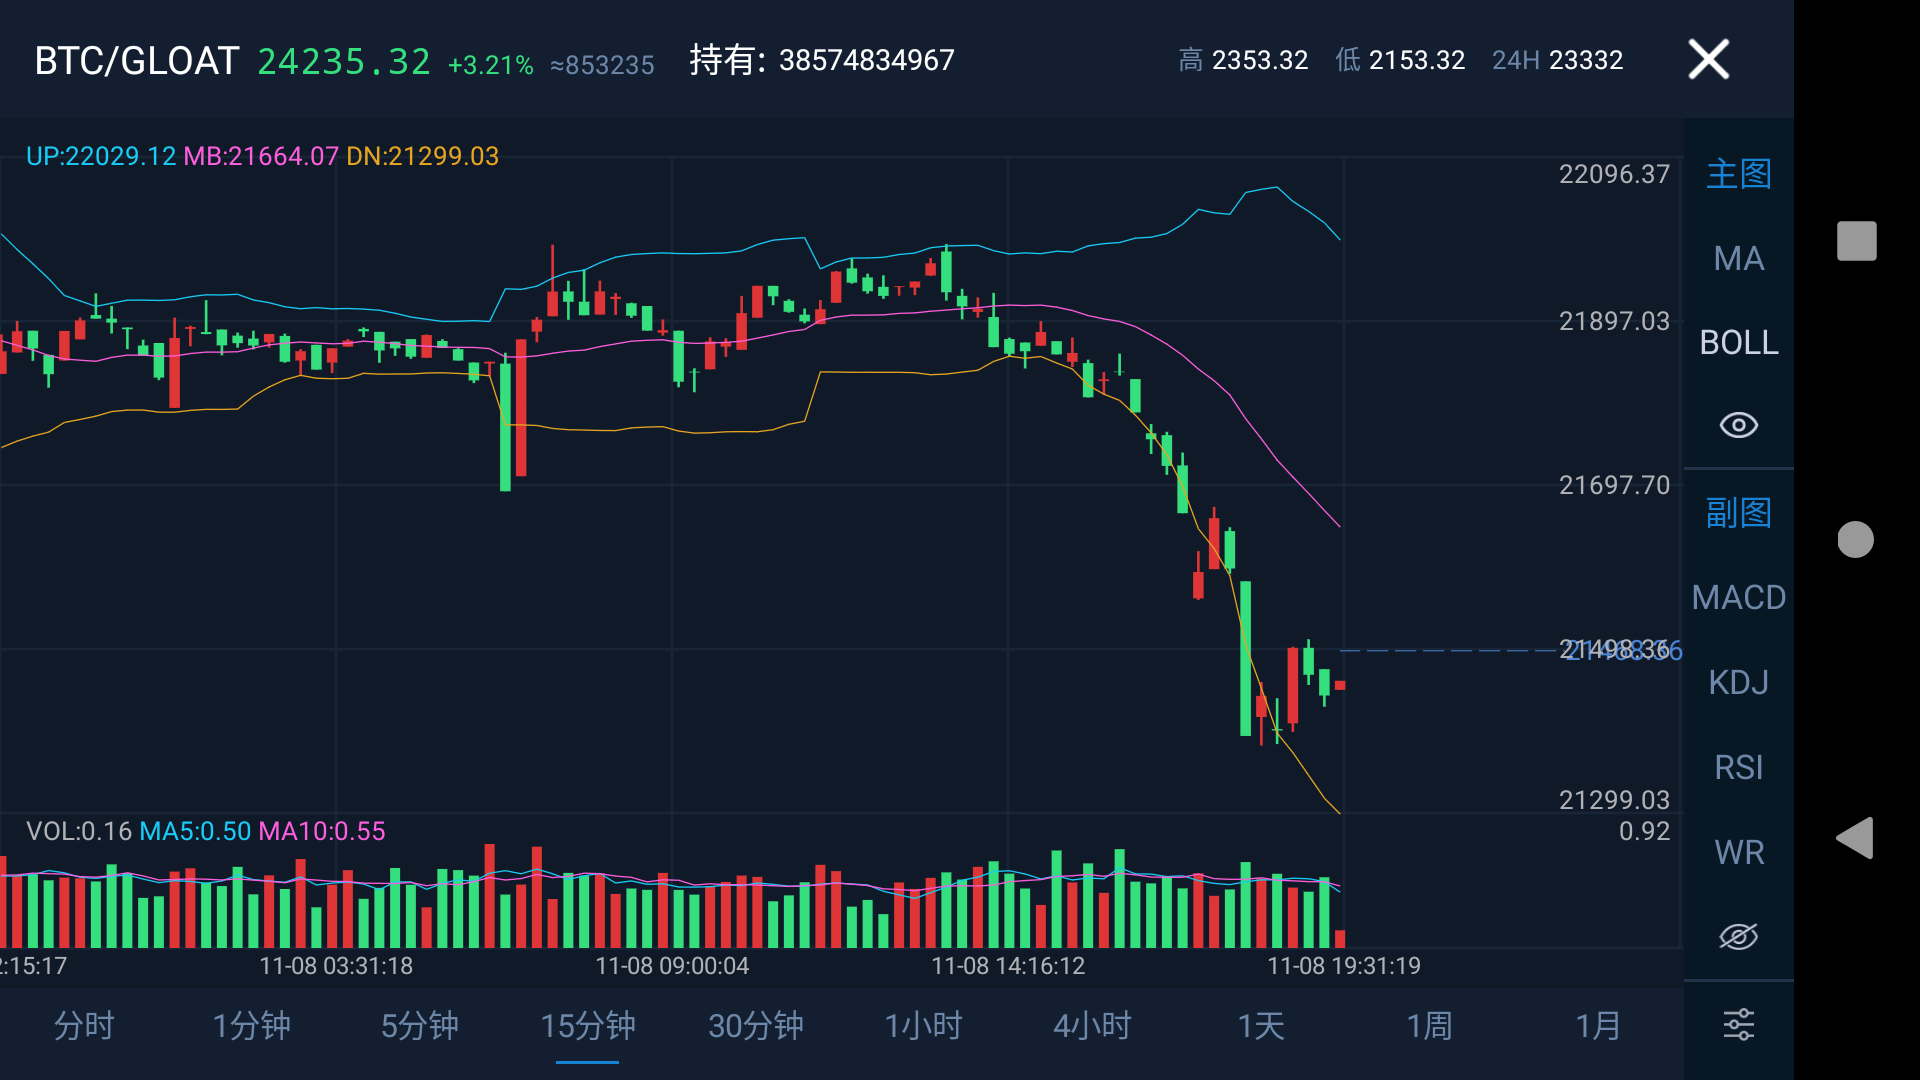 BTC/GLOAT 24235.32 +3.21% ≈853235 持有: 38574834967 高 2353.32 低 2153.32 24H 23332
UP:22029.12 MB:21664.07 DN:21299.03
22096.37
21897.03
21697.70
21498.36
21299.03
VOL:0.16 MA5:0.50 MA10:0.55
0.92
:15:17 11-08 03:31:18 11-08 09:00:04 11-08 14:16:12 11-08 19:31:19
分时 1分钟 5分钟 15分钟 30分钟 1小时 4小时 1天 1周 1月
主图
MA
BOLL
副图
MACD
KDJ
RSI
WR